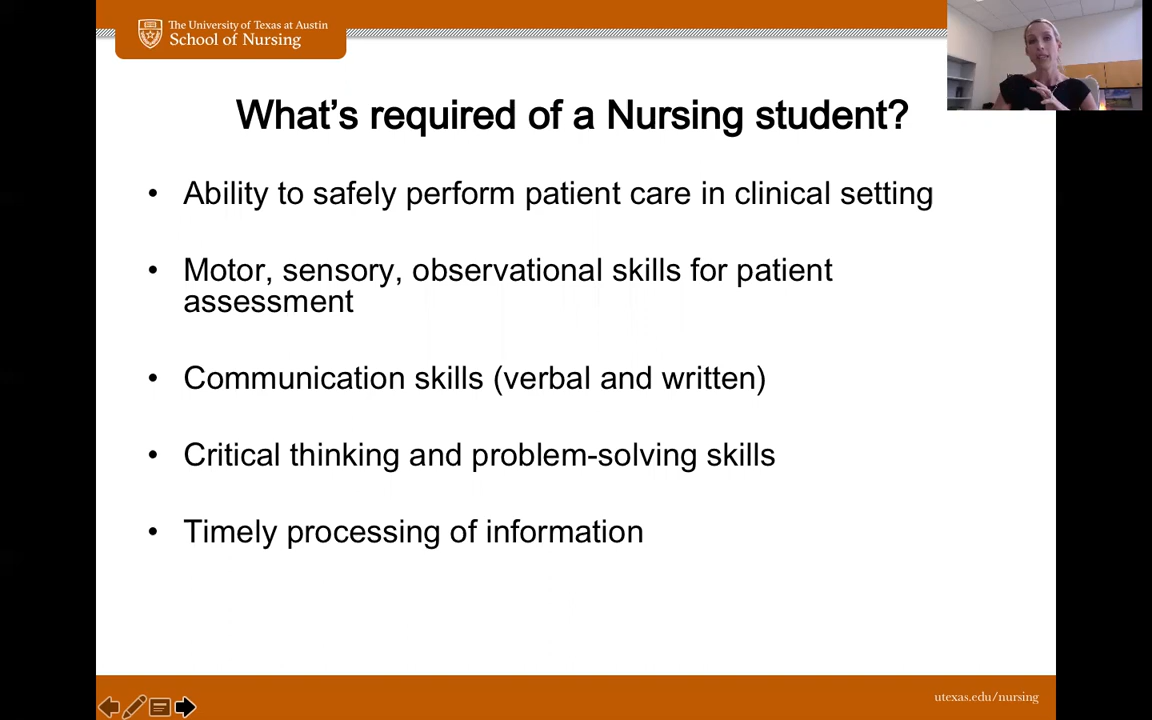 The University of Texas at Austin
School of Nursing
What's required of a Nursing student?
• Ability to safely perform patient care in clinical setting
• Motor, sensory, observational skills for patient
assessment
• Communication skills (verbal and written)
• Critical thinking and problem-solving skills
• Timely processing of information
utexas.edu/nursing